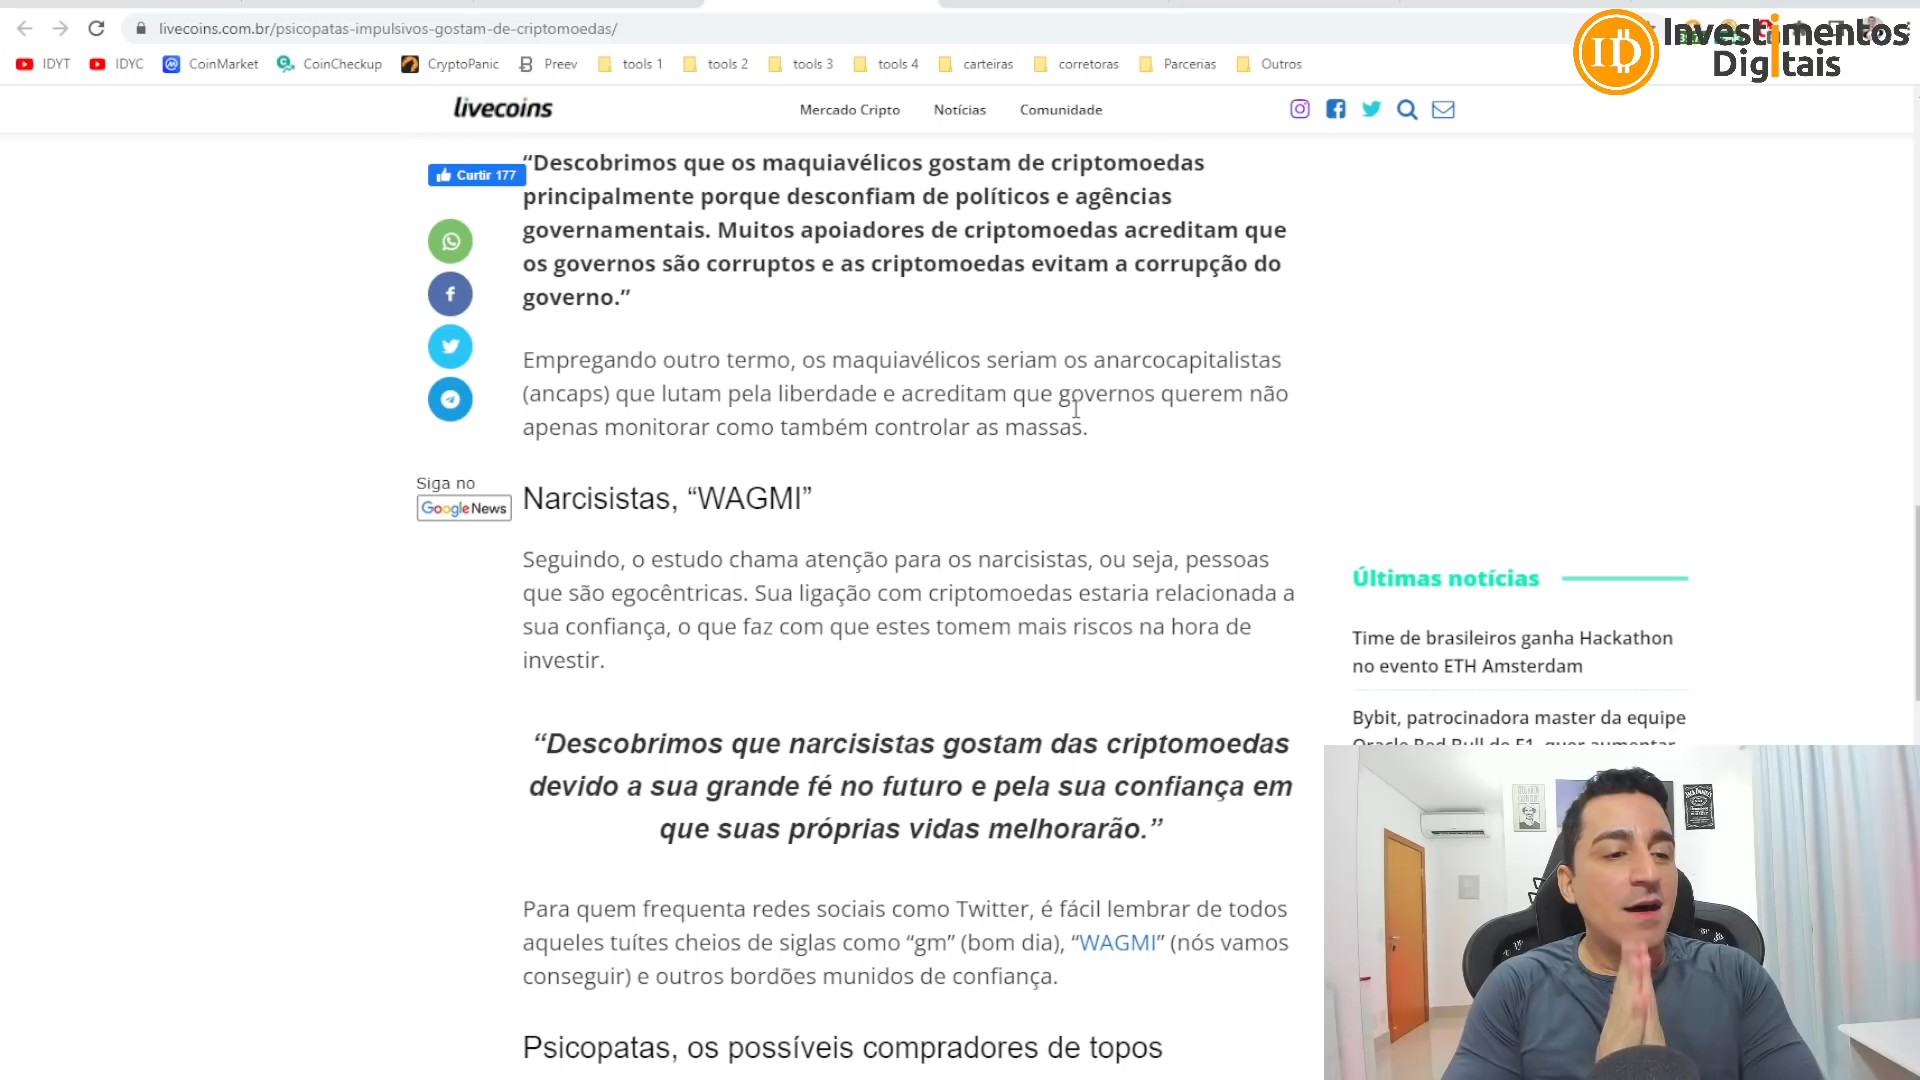 livecoins.com.br/psicopatas-impulsivos-gostam-de-criptomoedas/
Investimentos
Digitais
IDYT
IDYC
CoinMarket
CoinCheckup
CryptoPanic
Preev
tools 1
tools 2
tools 3
tools 4
carteiras
corretoras
Parcerias
Outros
livecoins
Mercado Cripto
Notícias
Comunidade
Curtir 177
“Descobrimos que os maquiavélicos gostam de criptomoedas
principalmente porque desconfiam de políticos e agências
governamentais. Muitos apoiadores de criptomoedas acreditam que
os governos são corruptos e as criptomoedas evitam a corrupção do
governo.”
Empregando outro termo, os maquiavélicos seriam os anarcocapitalistas
(ancaps) que lutam pela liberdade e acreditam que governos querem não
apenas monitorar como também controlar as massas.
Siga no
Google News
Narcisistas, “WAGMI”
Seguindo, o estudo chama atenção para os narcisistas, ou seja, pessoas
que são egocêntricas. Sua ligação com criptomoedas estaria relacionada a
sua confiança, o que faz com que estes tomem mais riscos na hora de
investir.
“Descobrimos que narcisistas gostam das criptomoedas
devido a sua grande fé no futuro e pela sua confiança em
que suas próprias vidas melhorarão.”
Para quem frequenta redes sociais como Twitter, é fácil lembrar de todos
aqueles tuítes cheios de siglas como “gm” (bom dia), “WAGMI” (nós vamos
conseguir) e outros bordões munidos de confiança.
Psicopatas, os possíveis compradores de topos
Últimas notícias
Time de brasileiros ganha Hackathon
no evento ETH Amsterdam
Bybit, patrocinadora master da equipe
Oracle Red Bull de F1, quer aumentar